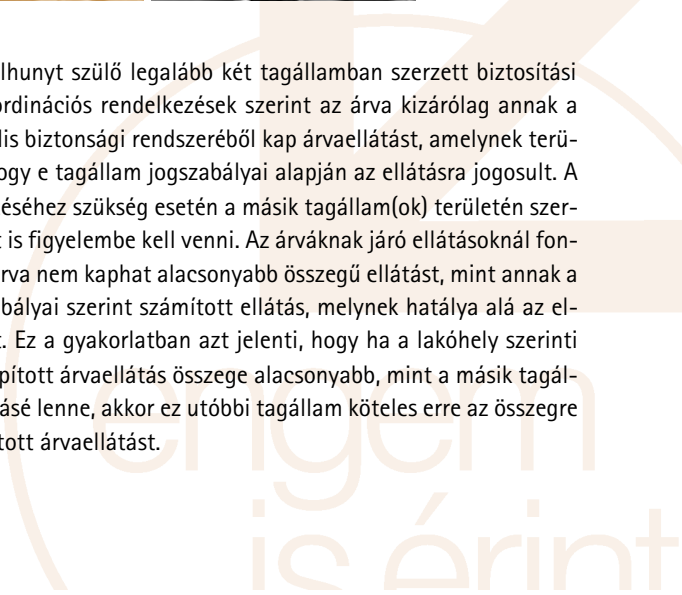 lhunyt szülő legalább két tagállamban szerzett biztosítási
ordinációs rendelkezések szerint az árva kizárólag annak a
lis biztonsági rendszeréből kap árvaellátást, amelynek terü-
ogy e tagállam jogszabályai alapján az ellátásra jogosult. A
éséhez szükség esetén a másik tagállam(ok) területén szer-
t is figyelembe kell venni. Az árváknak járó ellátásoknál fon-
árva nem kaphat alacsonyabb összegű ellátást, mint annak a
bályai szerint számított ellátás, melynek hatálya alá az el-
t. Ez a gyakorlatban azt jelenti, hogy ha a lakóhely szerinti
pított árvaellátás összege alacsonyabb, mint a másik tagál-
ásé lenne, akkor ez utóbbi tagállam köteles erre az összegre
tott árvaellátást.
engem
is érint